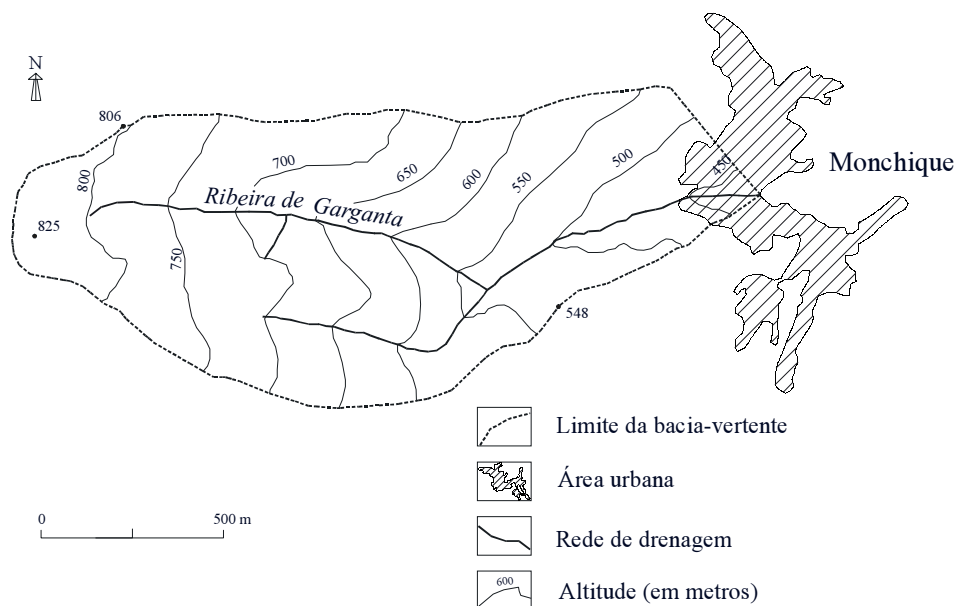 N
806
800
825
750
700
650
600
550
500
450
Ribeira de Garganta
Monchique
548
Limite da bacia-vertente
Área urbana
0 500 m
Rede de drenagem
600
Altitude (em metros)